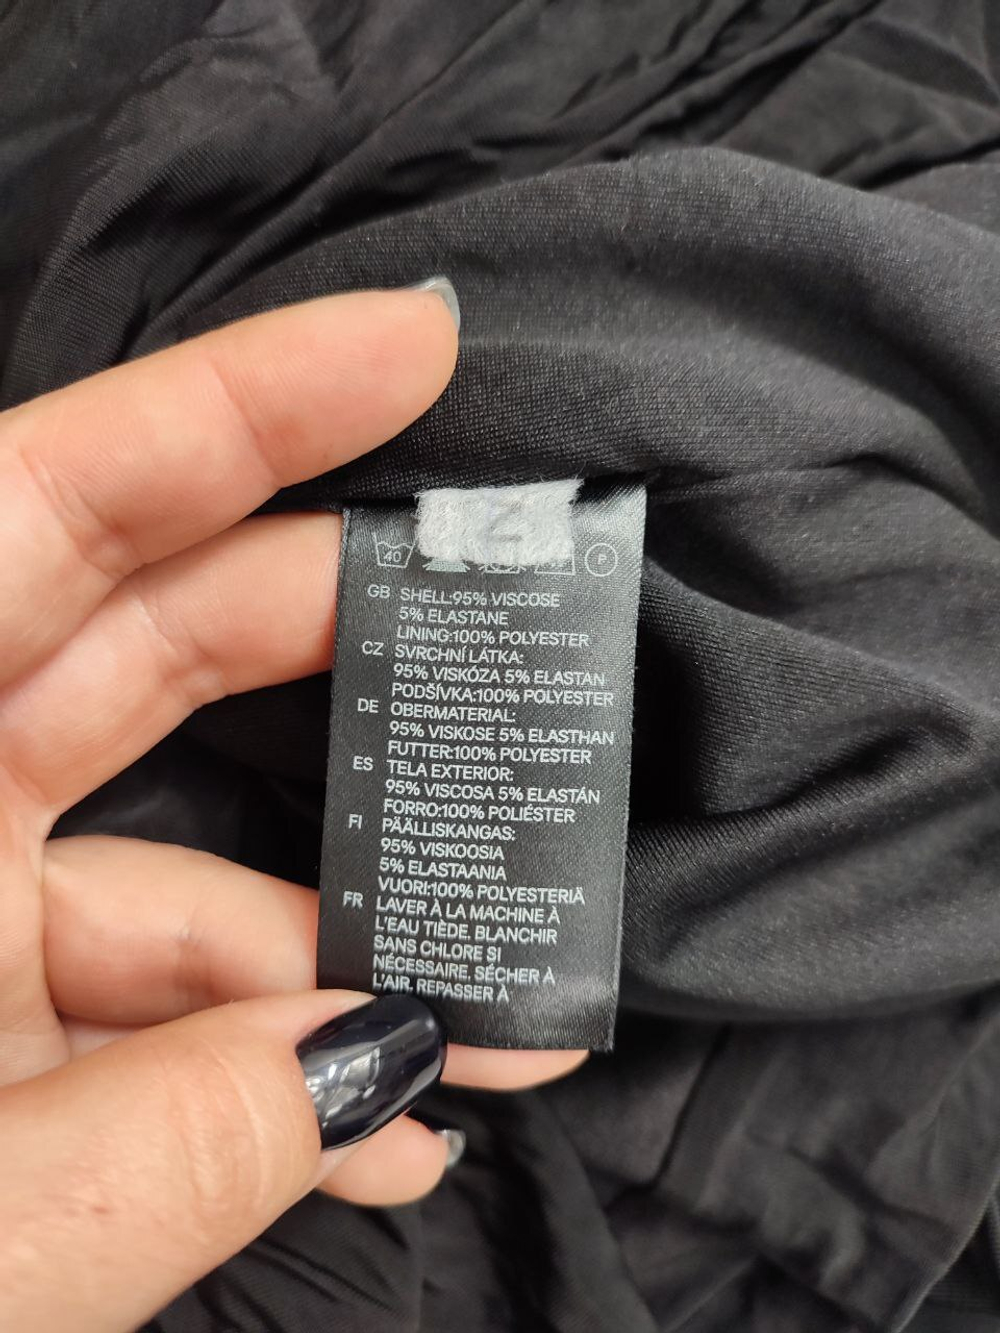 40 P
GB SHELL:95% VISCOSE
5% ELASTANE
LINING:100% POLYESTER
CZ SVRCHNÍ LÁTKA:
95% VISKÓZA 5% ELASTAN
PODŠÍVKA:100% POLYESTER
DE OBERMATERIAL:
95% VISKOSE 5% ELASTHAN
FUTTER:100% POLYESTER
ES TELA EXTERIOR:
95% VISCOSA 5% ELASTÁN
FORRO:100% POLIÉSTER
FI PÄÄLLISKANGAS:
95% VISKOOSIA
5% ELASTAANIA
VUORI:100% POLYESTERIÄ
FR LAVER À LA MACHINE À
L'EAU TIÈDE. BLANCHIR
SANS CHLORE SI
NÉCESSAIRE. SÉCHER À
L'AIR. REPASSER À